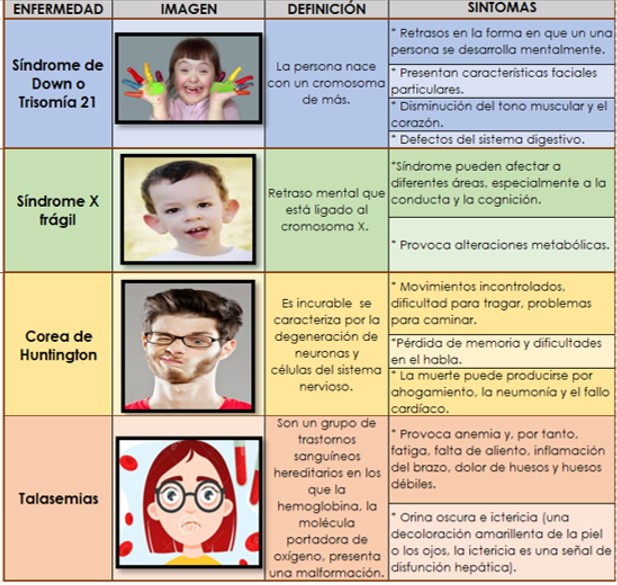 ENFERMEDAD IMAGEN DEFINICIÓN SINTOMAS
Síndrome de
Down o
Trisomía 21
La persona nace
con un cromosoma
de más.
* Retrasos en la forma en que un una
persona se desarrolla mentalmente.
* Presentan características faciales
particulares.
* Disminución del tono muscular y el
corazón.
* Defectos del sistema digestivo.
Síndrome X
frágil
Retraso mental que
está ligado al
cromosoma X.
*Síndrome pueden afectar a
diferentes áreas, especialmente a la
conducta y la cognición.
* Provoca alteraciones metabólicas.
Corea de
Huntington
Es incurable se
caracteriza por la
degeneración de
neuronas y
células del sistema
nervioso.
* Movimientos incontrolados,
dificultad para tragar, problemas
para caminar.
*Pérdida de memoria y dificultades
en el habla.
* La muerte puede producirse por
ahogamiento, la neumonía y el fallo
cardíaco.
Talasemias
Son un grupo de
trastornos
sanguíneos
hereditarios en los
que la
hemoglobina, la
molécula
portadora de
oxígeno, presenta
una malformación.
* Provoca anemia y, por tanto,
fatiga, falta de aliento, inflamación
del brazo, dolor de huesos y huesos
débiles.
* Orina oscura e ictericia (una
decoloración amarillenta de la piel
o los ojos, la ictericia es una señal de
disfunción hepática).